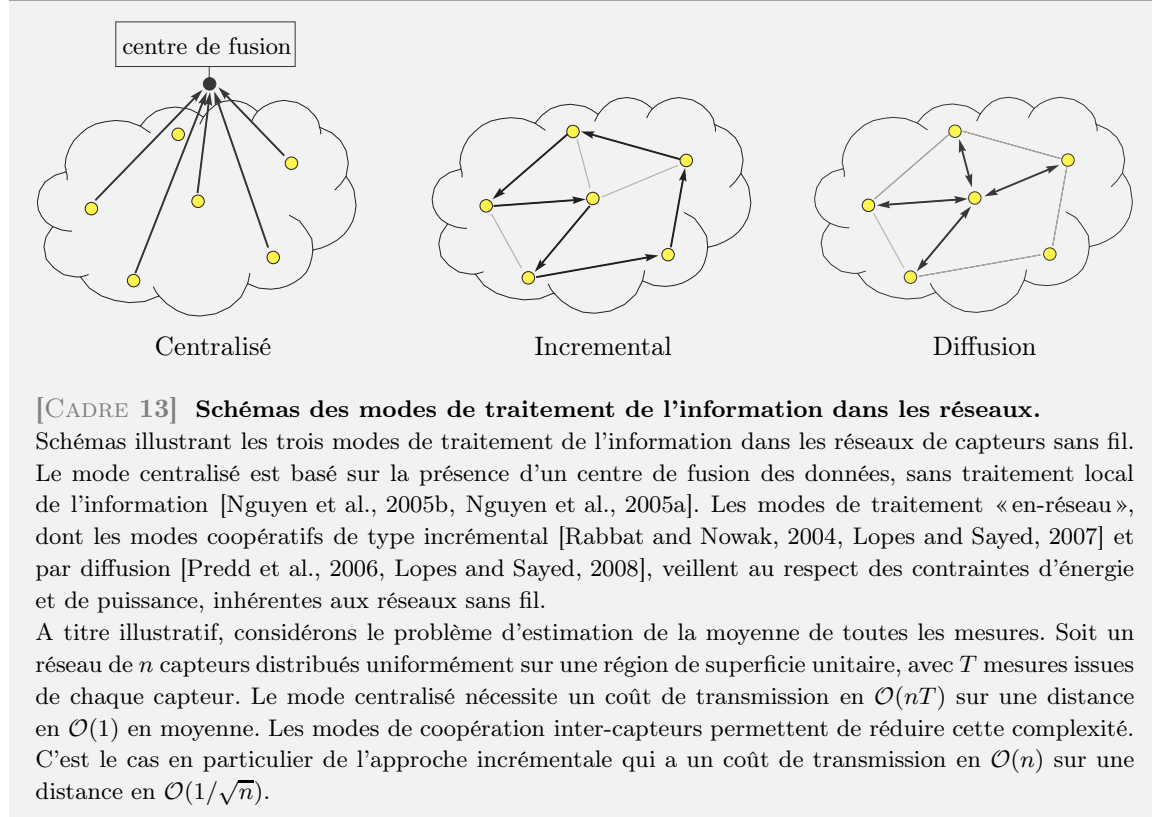 centre de fusion
Centralisé
Incremental
Diffusion
[CADRE 13] Schémas des modes de traitement de l'information dans les réseaux.
Schémas illustrant les trois modes de traitement de l'information dans les réseaux de capteurs sans fil.
Le mode centralisé est basé sur la présence d'un centre de fusion des données, sans traitement local
de l'information [Nguyen et al., 2005b, Nguyen et al., 2005a]. Les modes de traitement «en-réseau»,
dont les modes coopératifs de type incrémental [Rabbat and Nowak, 2004, Lopes and Sayed, 2007] et
par diffusion [Predd et al., 2006, Lopes and Sayed, 2008], veillent au respect des contraintes d'énergie
et de puissance, inhérentes aux réseaux sans fil.
A titre illustratif, considérons le problème d'estimation de la moyenne de toutes les mesures. Soit un
réseau de n capteurs distribués uniformément sur une région de superficie unitaire, avec T mesures issues
de chaque capteur. Le mode centralisé nécessite un coût de transmission en O(nT) sur une distance
en O(1) en moyenne. Les modes de coopération inter-capteurs permettent de réduire cette complexité.
C'est le cas en particulier de l'approche incrémentale qui a un coût de transmission en O(n) sur une
distance en O(1/√n).